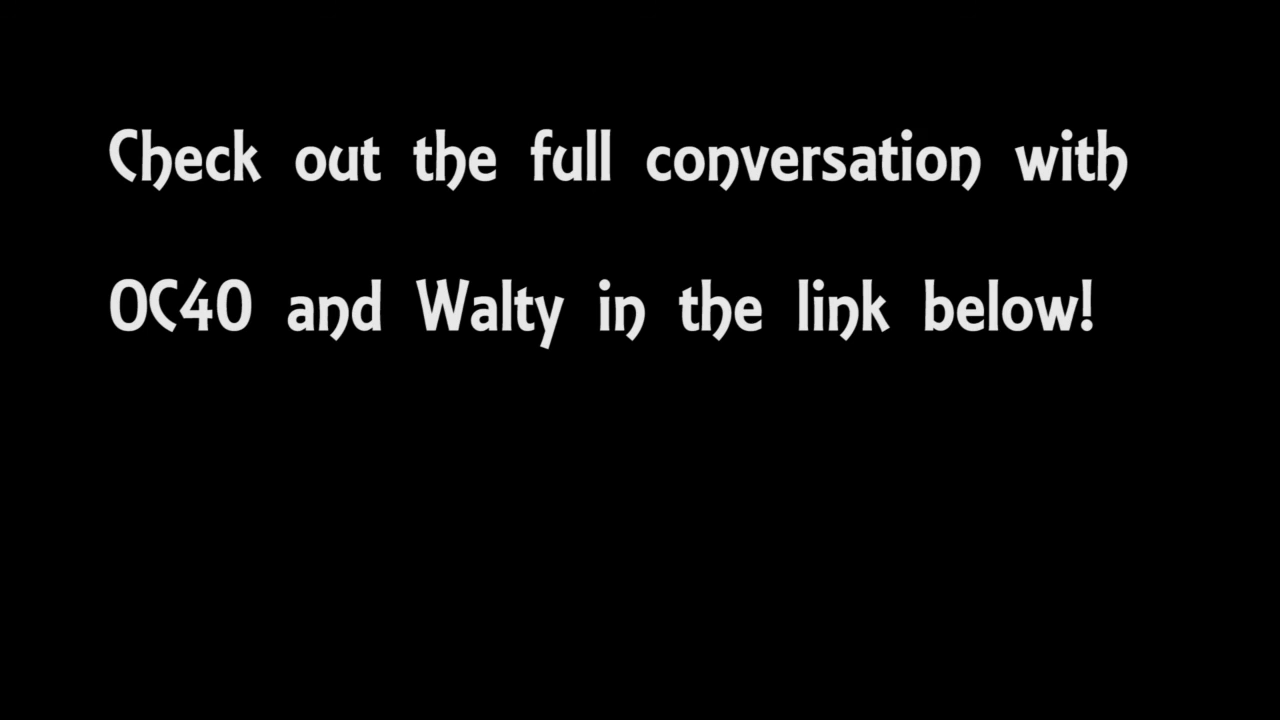 Check out the full conversation with
OC40 and Walty in the link below!